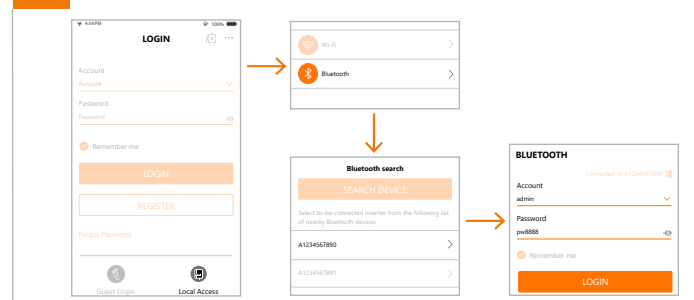 4:34 PM
100%
LOGIN
Account
Account
Password
Password
Remember me
LOGIN
REGISTER
Forgot Password
Guest Login
Local Access
Wi-Fi
Bluetooth
Bluetooth search
SEARCH DEVICE
Select to-be-connected inverter from the following list
of nearby Bluetooth devices
A1234567890
A1234567891
BLUETOOTH
Connected to A1234567890
Account
admin
Password
pw8888
Remember me
LOGIN